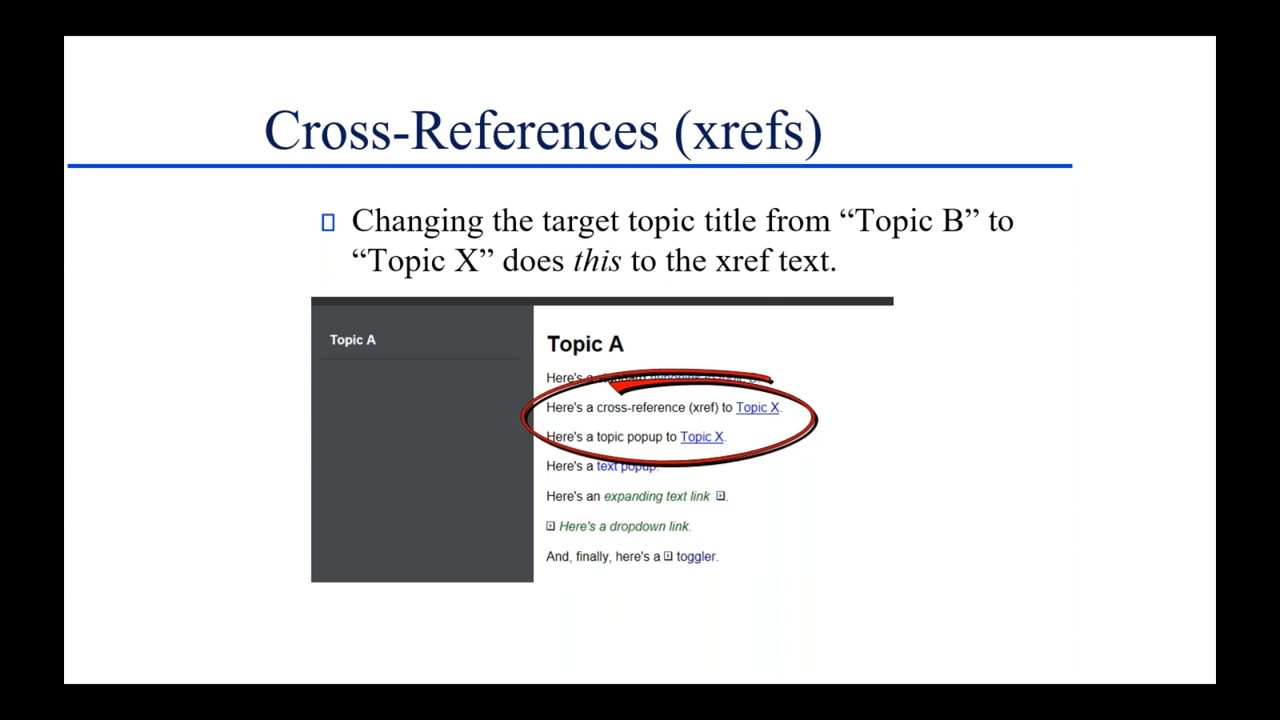 Cross-References (xrefs)
Changing the target topic title from “Topic B” to
“Topic X” does this to the xref text.
Topic A
Topic A
Here's a
Here's a cross-reference (xref) to Topic X.
Here's a topic popup to Topic X.
Here's a text popup.
Here's an expanding text link .
Here's a dropdown link.
And, finally, here's a toggler.